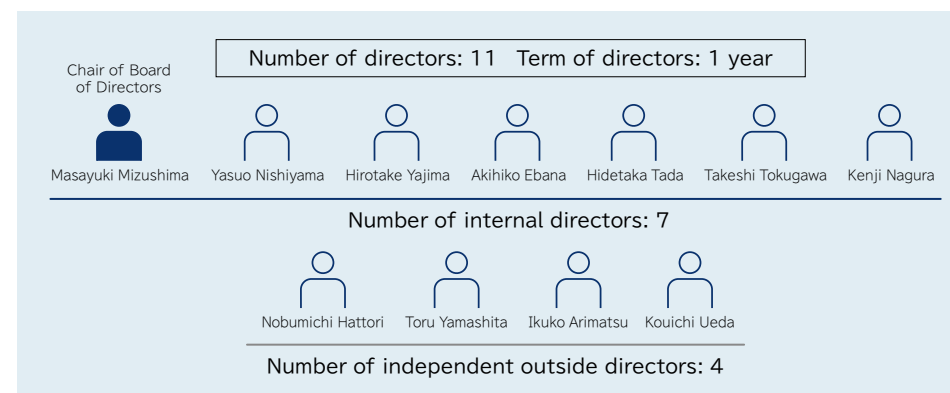 Number of directors: 11 Term of directors: 1 year
Chair of Board
of Directors
Masayuki Mizushima
Yasuo Nishiyama
Hirotake Yajima
Akihiko Ebana
Hidetaka Tada
Takeshi Tokugawa
Kenji Nagura
Number of internal directors: 7
Nobumichi Hattori
Toru Yamashita
Ikuko Arimatsu
Kouichi Ueda
Number of independent outside directors: 4